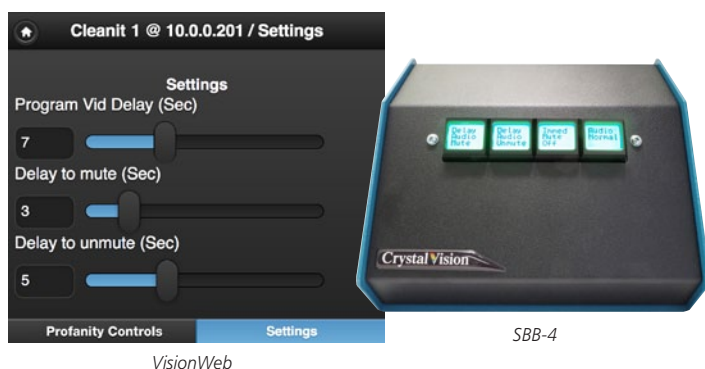 Cleanit 1 @ 10.0.0.201 / Settings
Settings
Program Vid Delay (Sec)
7
Delay to mute (Sec)
3
Delay to unmute (Sec)
5
Profanity Controls
Settings
VisionWeb
Delay
Audio
Mute
Delay
Audio
Unmute
Immed
Mute
Off
Audio
Normal
Crystal Vision
SBB-4